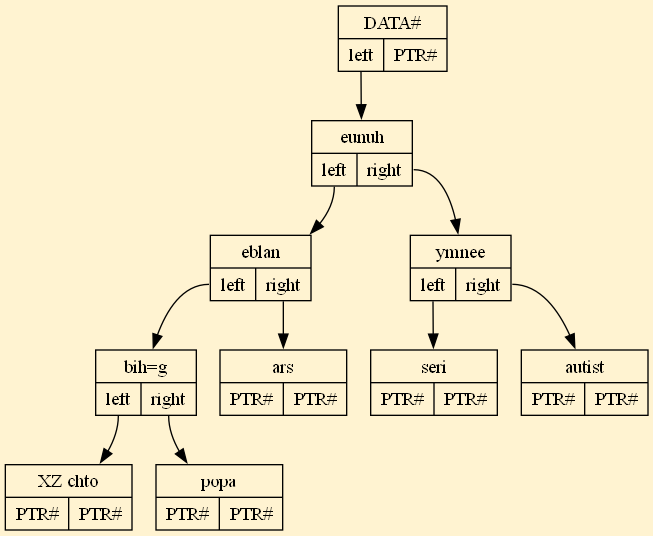 DATA#
left PTR#
eunuh
left right
eblan ymnee
left right left right
bih=g ars seri autist
left right PTR# PTR# PTR# PTR# PTR# PTR#
XZ chto popa
PTR# PTR# PTR# PTR#